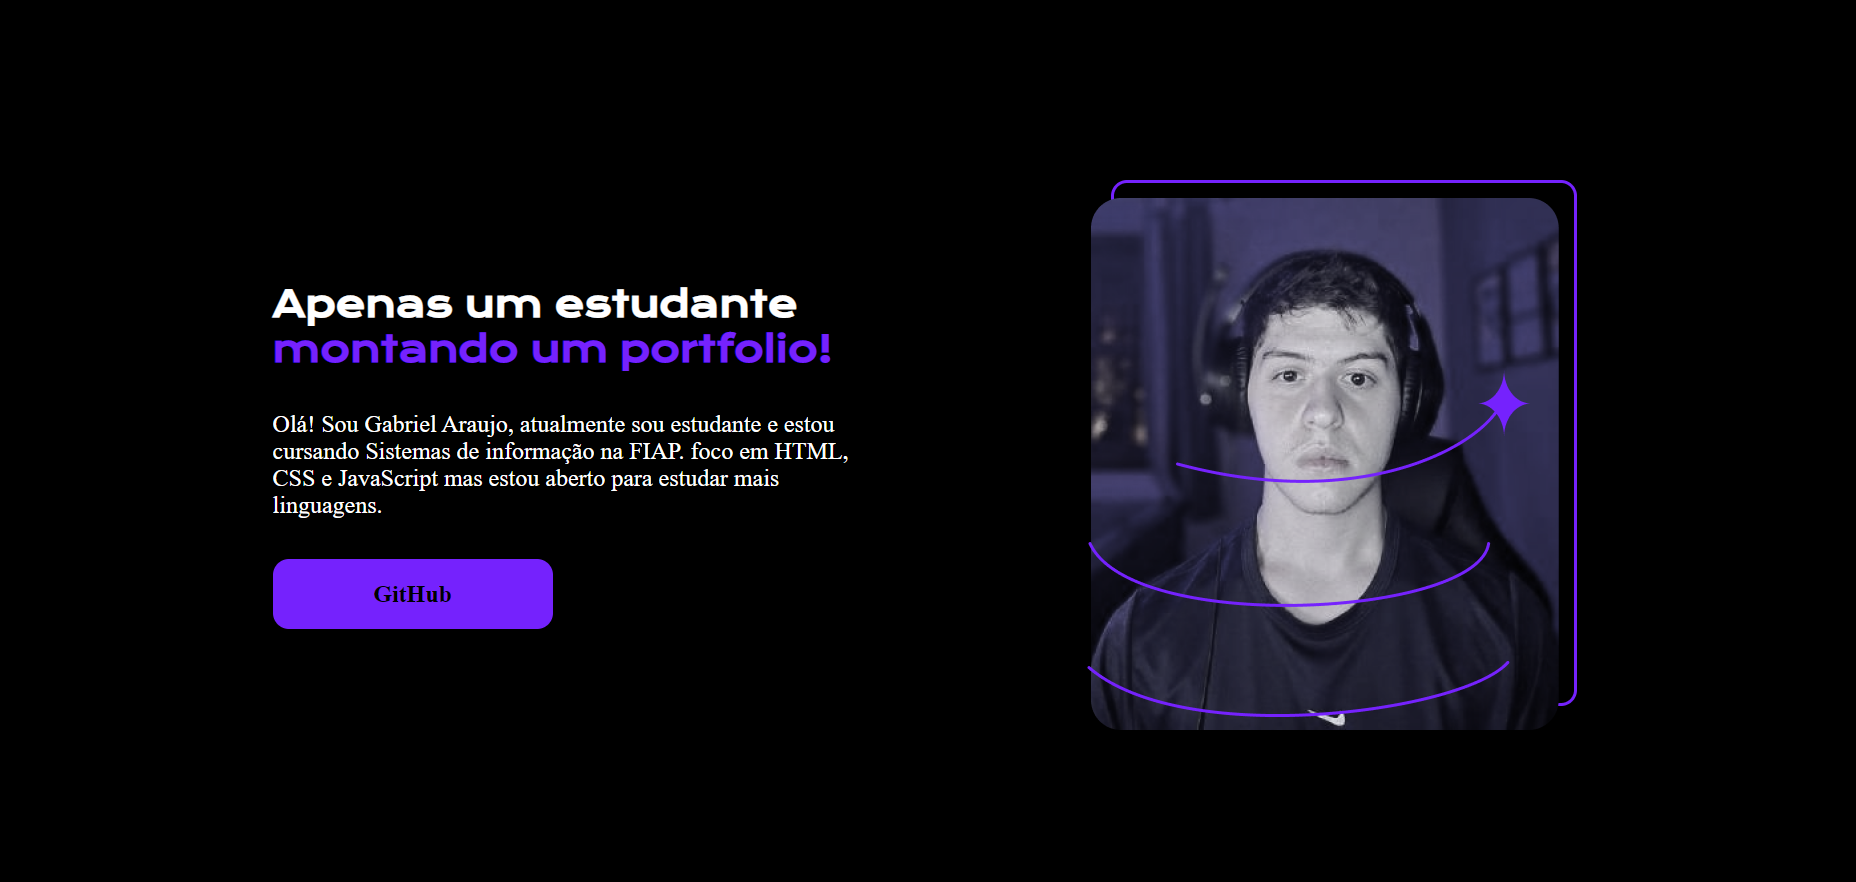 Apenas um estudante
montando um portfolio!
Olá! Sou Gabriel Araujo, atualmente sou estudante e estou
cursando Sistemas de informação na FIAP. foco em HTML,
CSS e JavaScript mas estou aberto para estudar mais
linguagens.
GitHub